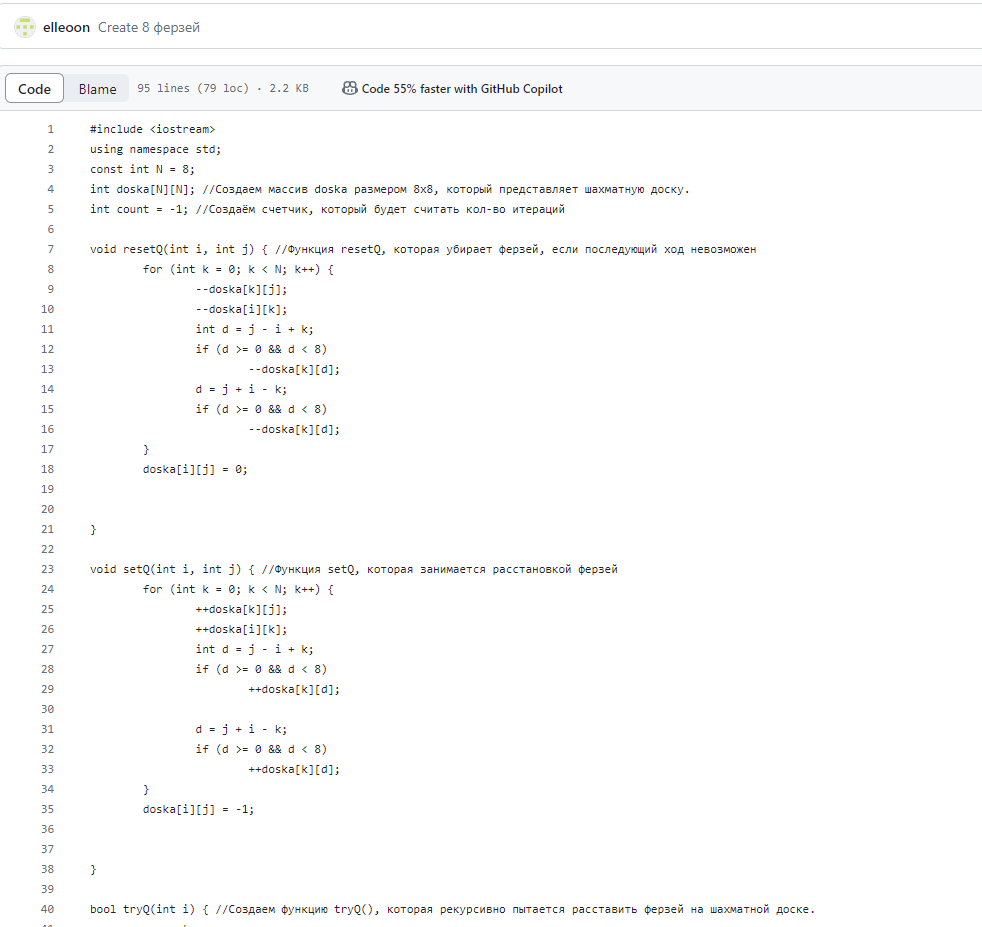 elleoon Create 8 ферзей
Code Blame 95 lines (79 loc) · 2.2 KB Code 55% faster with GitHub Copilot
1 #include <iostream>
2 using namespace std;
3 const int N = 8;
4 int doska[N][N]; //Создаем массив doska размером 8x8, который представляет шахматную доску.
5 int count = -1; //Создаём счетчик, который будет считать кол-во итераций
6
7 void resetQ(int i, int j) { //Функция resetQ, которая убирает ферзей, если последующий ход невозможен
8 for (int k = 0; k < N; k++) {
9 --doska[k][j];
10 --doska[i][k];
11 int d = j - i + k;
12 if (d >= 0 && d < 8)
13 --doska[k][d];
14 d = j + i - k;
15 if (d >= 0 && d < 8)
16 --doska[k][d];
17 }
18 doska[i][j] = 0;
19
20
21 }
22
23 void setQ(int i, int j) { //Функция setQ, которая занимается расстановкой ферзей
24 for (int k = 0; k < N; k++) {
25 ++doska[k][j];
26 ++doska[i][k];
27 int d = j - i + k;
28 if (d >= 0 && d < 8)
29 ++doska[k][d];
30
31 d = j + i - k;
32 if (d >= 0 && d < 8)
33 ++doska[k][d];
34 }
35 doska[i][j] = -1;
36
37
38 }
39
40 bool tryQ(int i) { //Создаем функцию tryQ(), которая рекурсивно пытается расставить ферзей на шахматной доске.